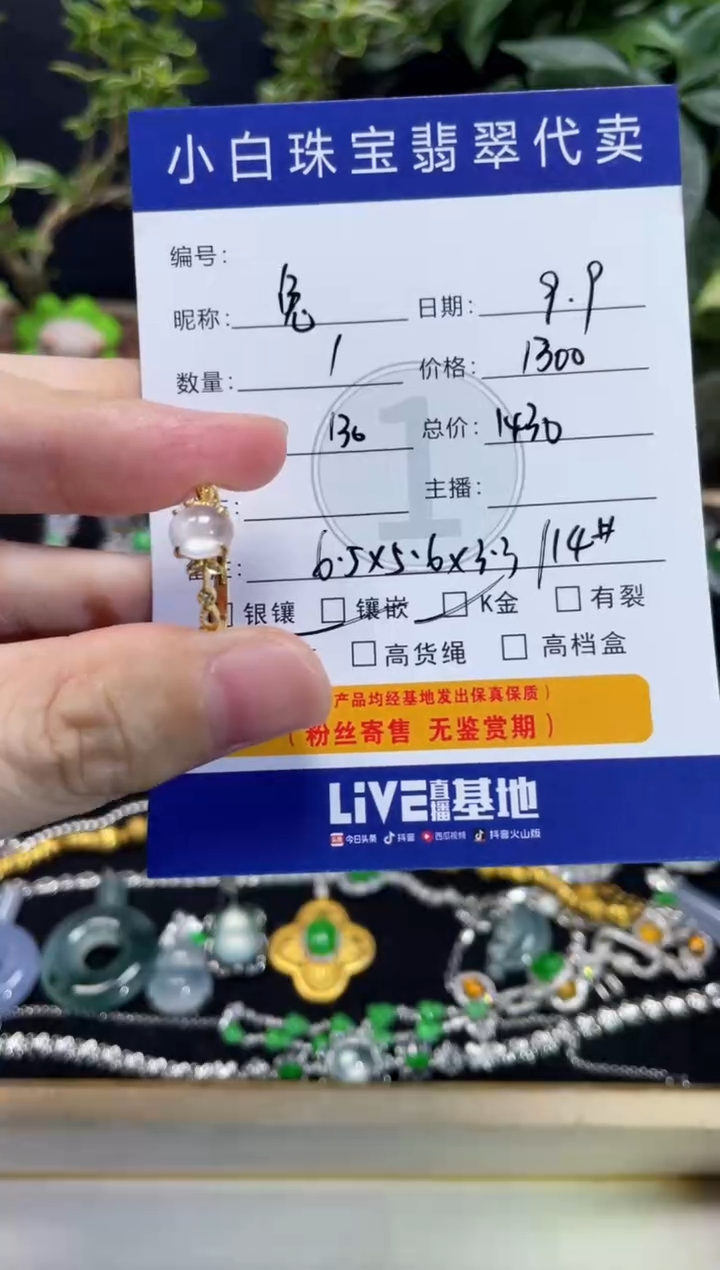 小白珠宝翡翠代卖
编号:
昵称: 兔 日期: 9.9
数量: 1 价格: 1300
130 总价: 1430
主播:
6.5x5.6x3.3/14#
银镶 镶嵌 K金 有裂
高货绳 高档盒
产品均经基地发出保真保质)
(粉丝寄售 无鉴赏期)
LiVE直播基地
头条 今日头条 抖音 西瓜视频 抖音火山版